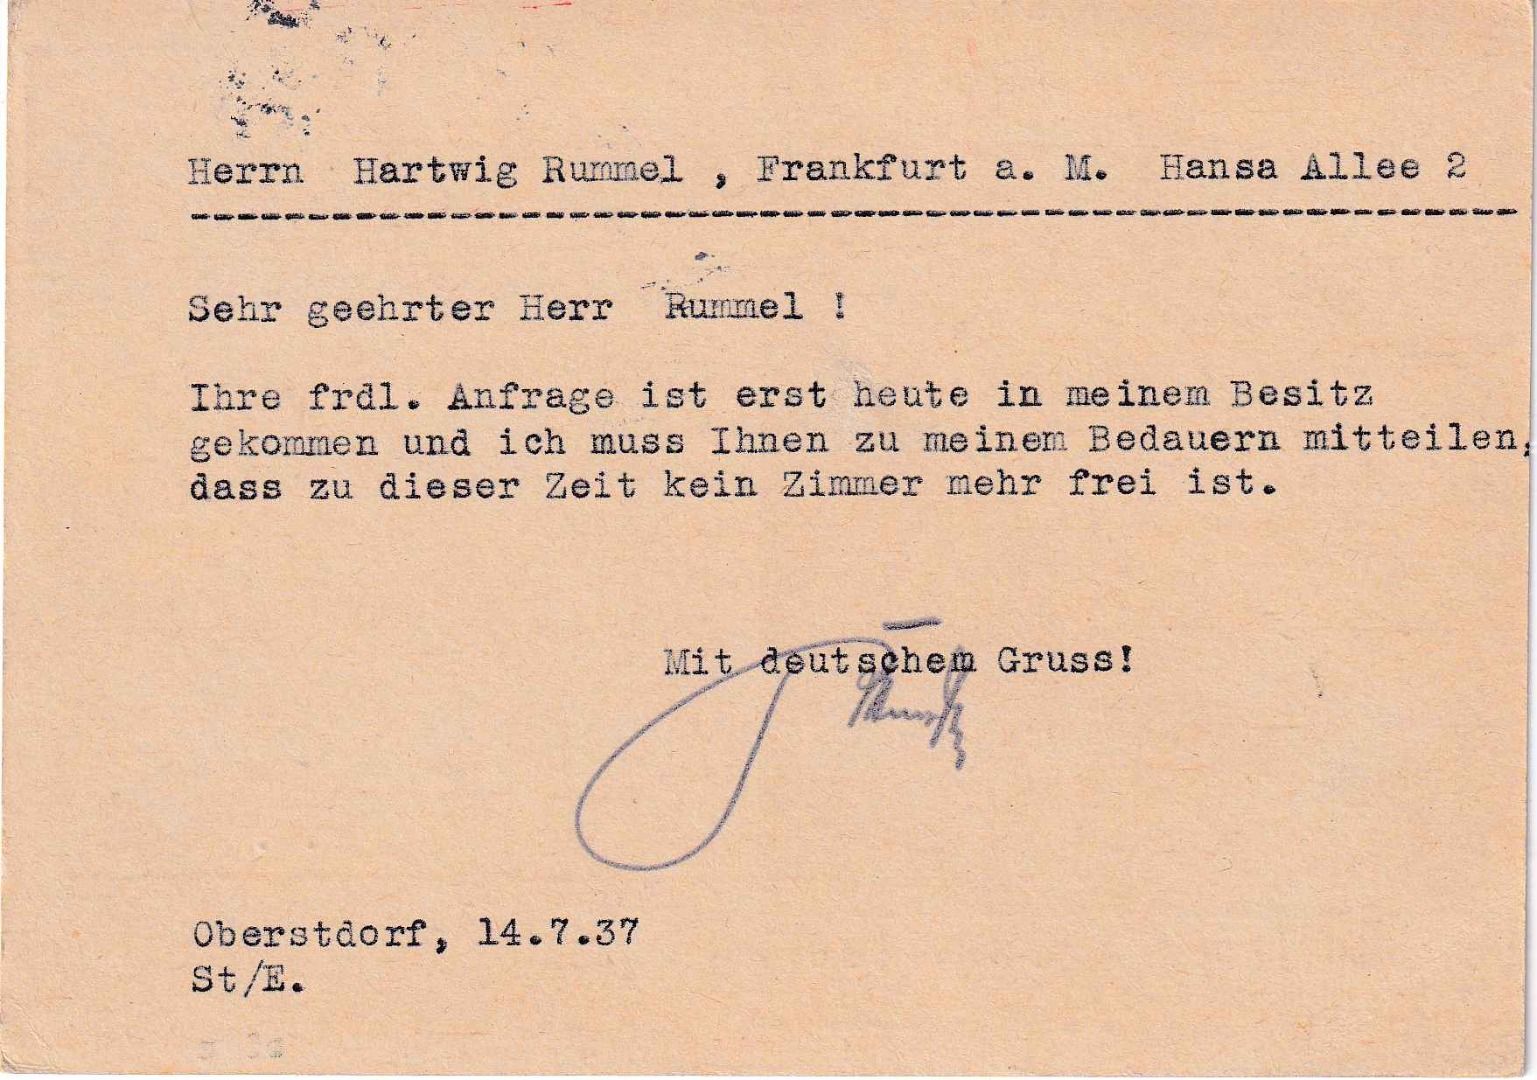 Herrn Hartwig Rummel , Frankfurt a. M. Hansa Allee 2
Sehr geehrter Herr Rummel !
Ihre frdl. Anfrage ist erst heute in meinem Besitz
gekommen und ich muss Ihnen zu meinem Bedauern mitteilen,
dass zu dieser Zeit kein Zimmer mehr frei ist.
Mit deutschem Gruss!
Oberstdorf, 14.7.37
St/E.